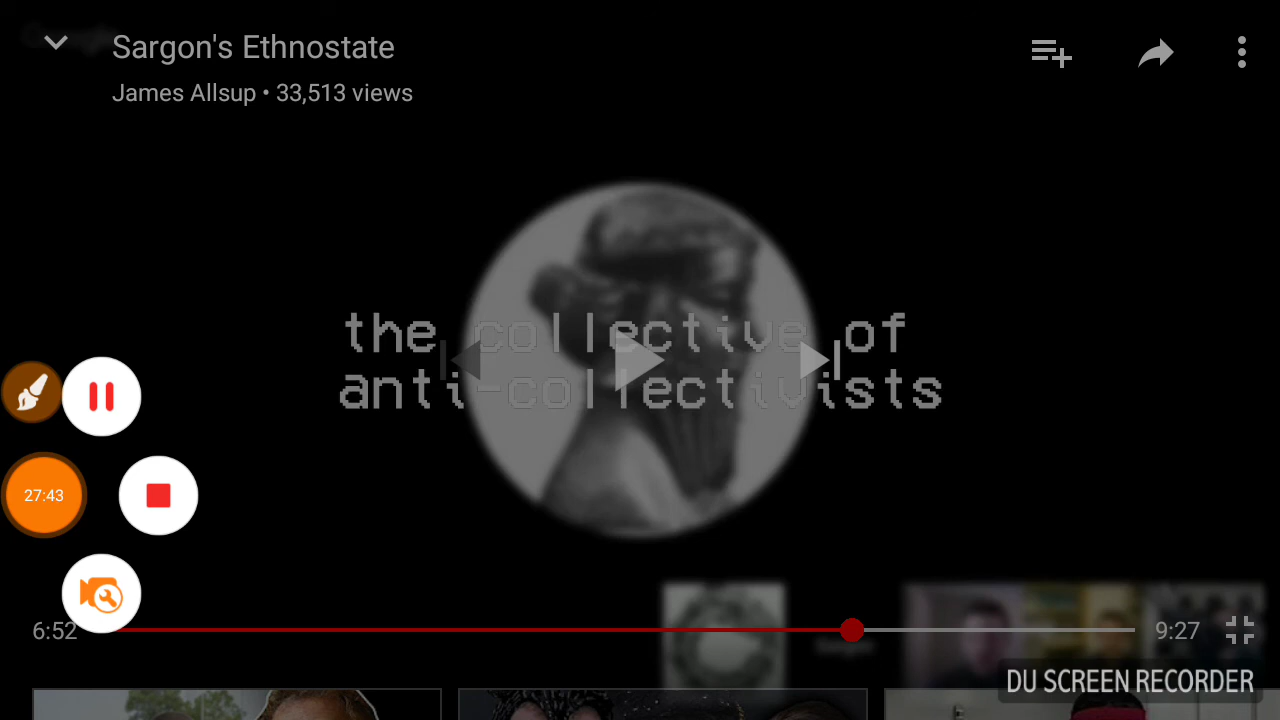 Sargon's Ethnostate
James Allsup • 33,513 views
the collective of
anti-collectivists
27:43
6:52
9:27
DU SCREEN RECORDER